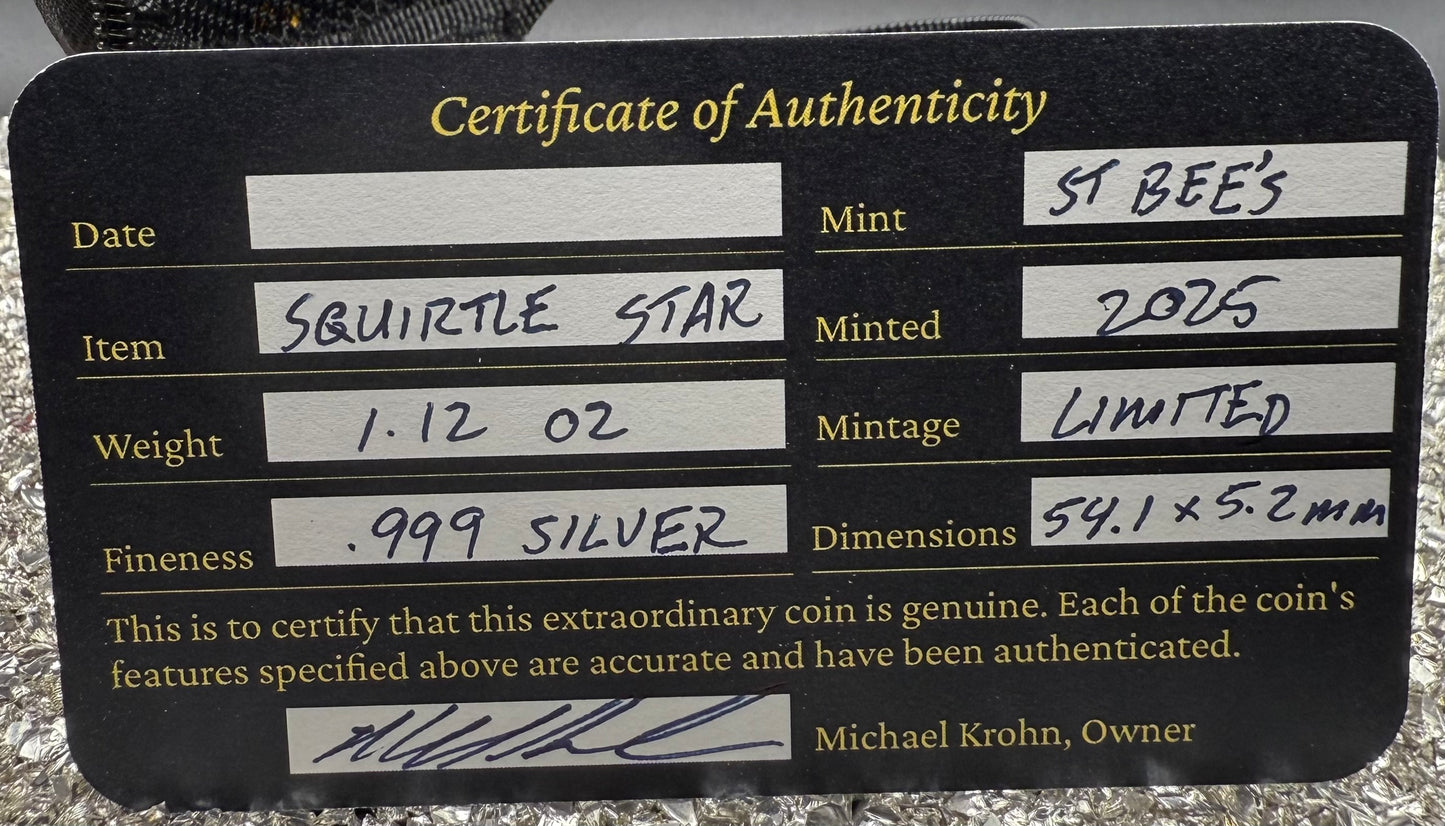 Certificate of Authenticity
Date
Mint ST BEE'S
Item SQUIRTLE STAR
Minted 2025
Weight 1.12 OZ
Mintage LIMITED
Fineness .999 SILVER
Dimensions 54.1 x 5.2mm
This is to certify that this extraordinary coin is genuine. Each of the coin's
features specified above are accurate and have been authenticated.
Michael Krohn, Owner